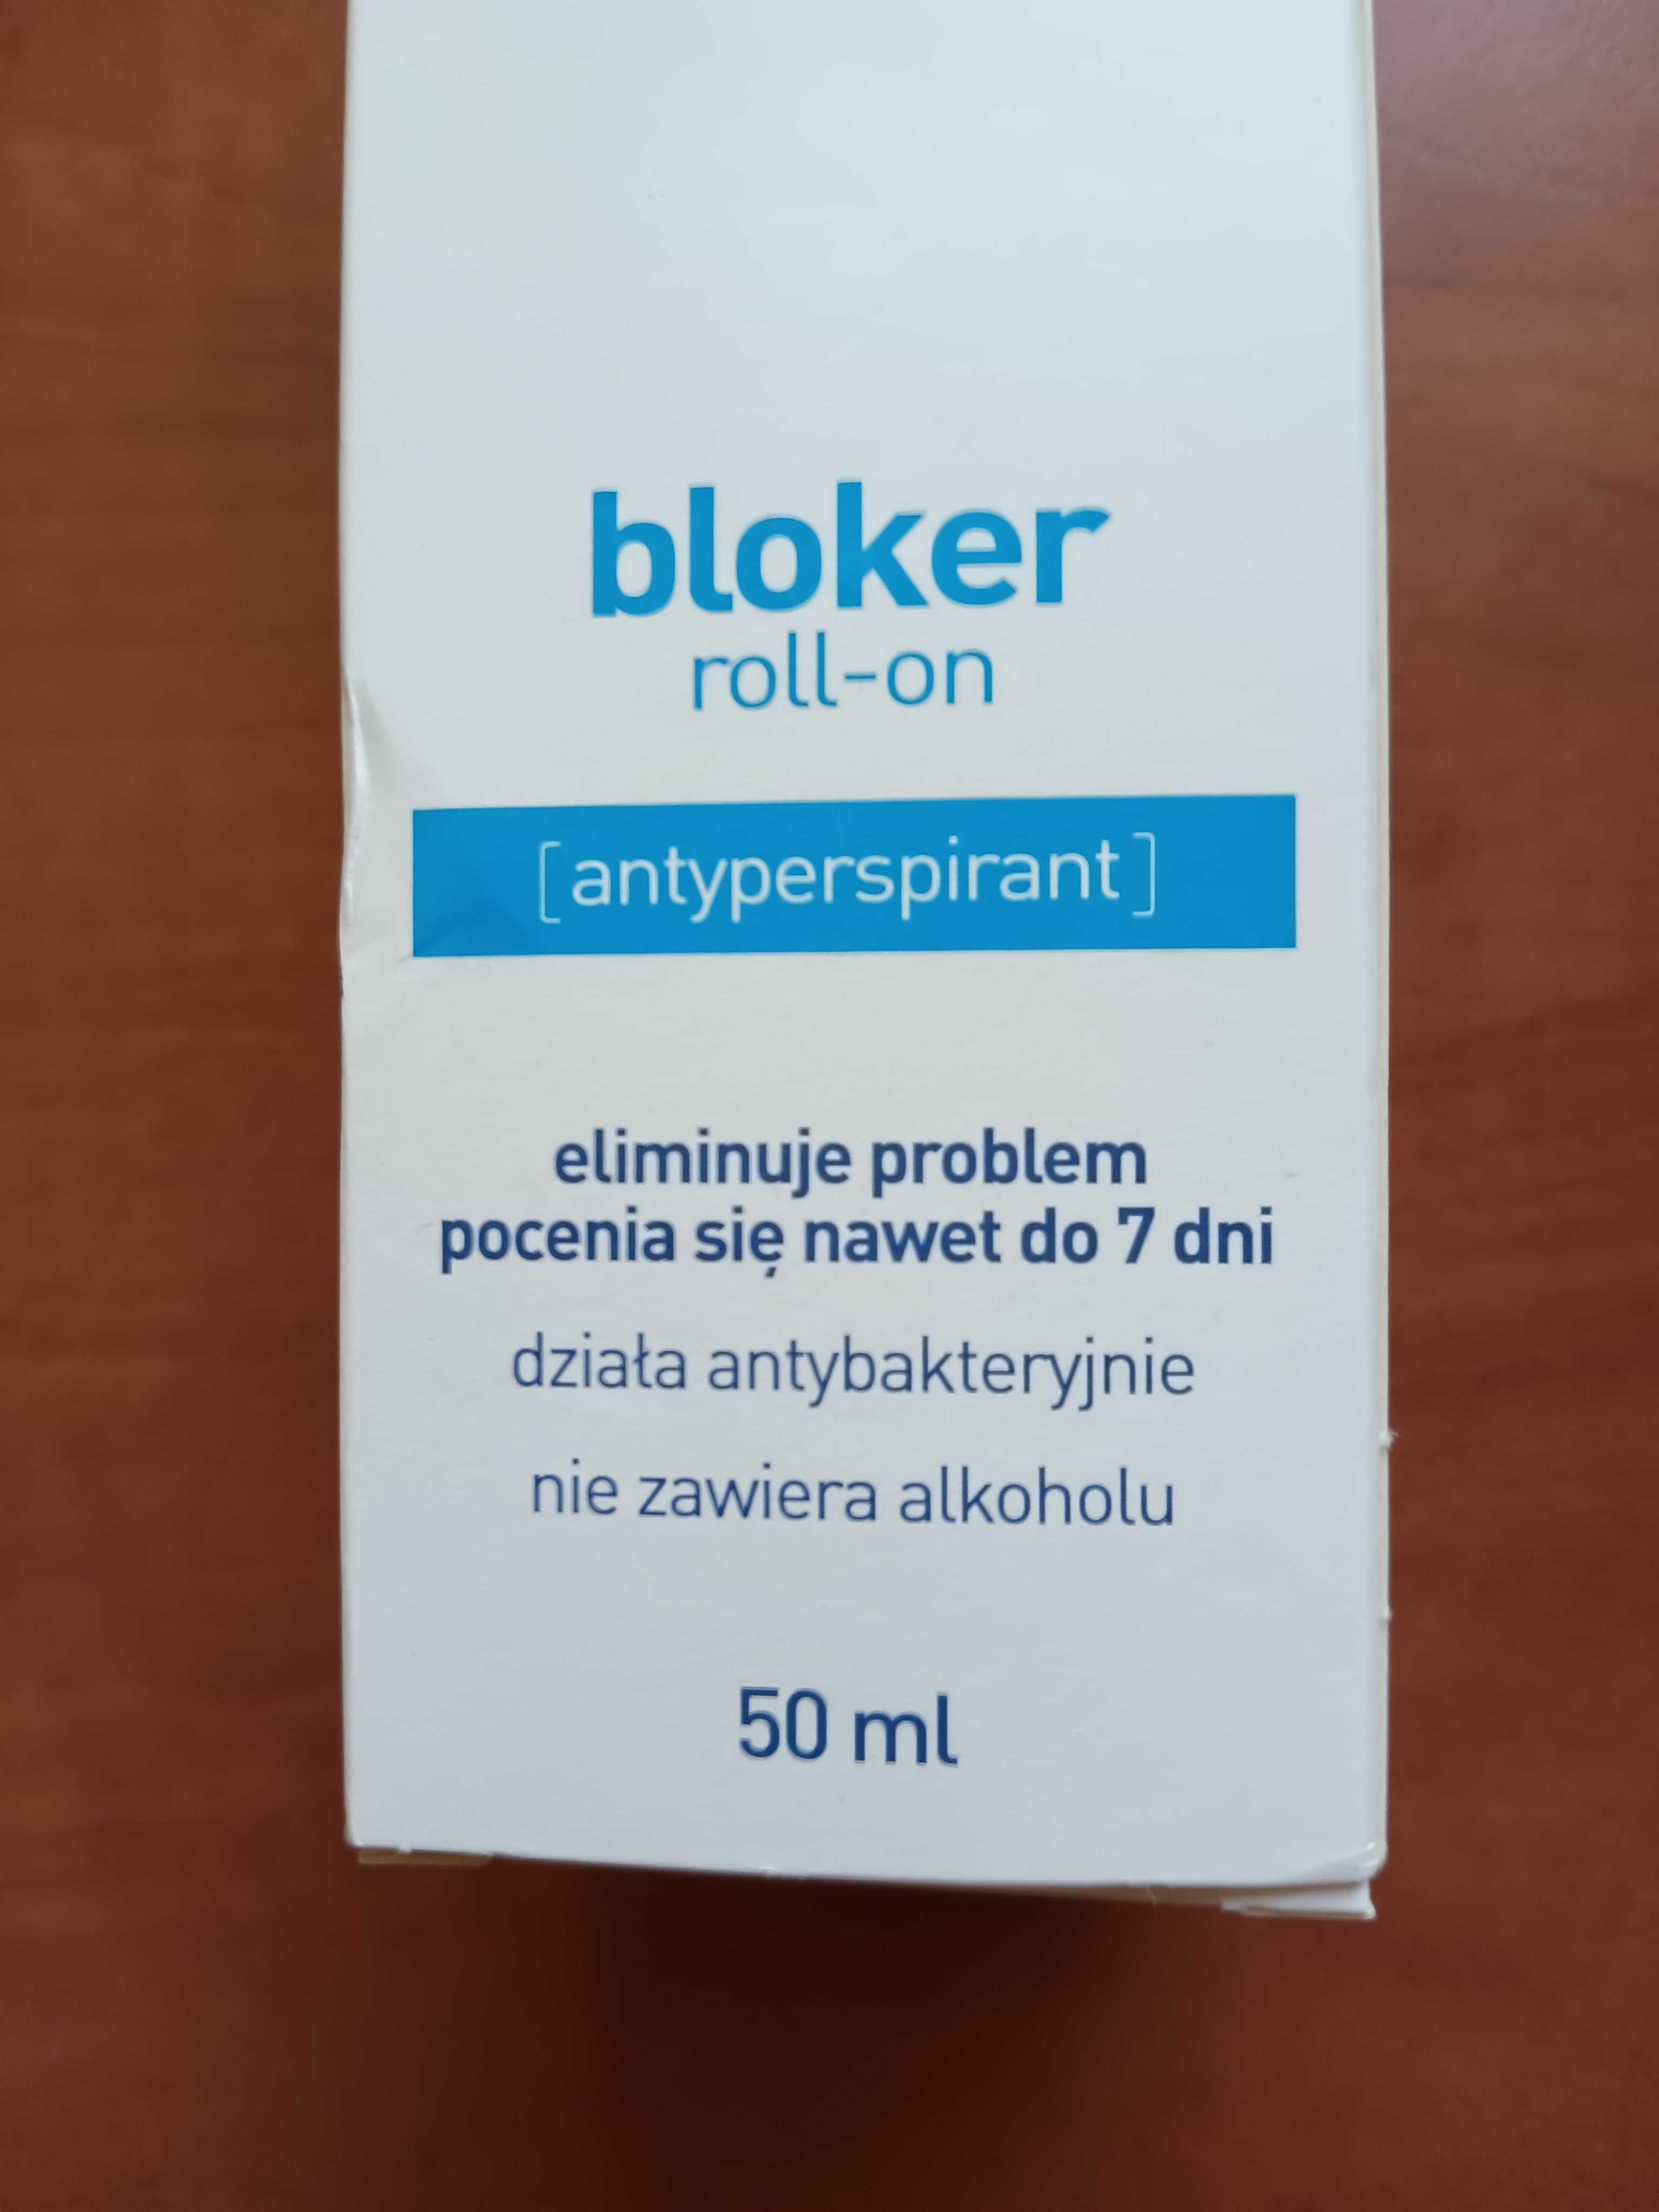 bloker
roll-on
[antyperspirant]
eliminuje problem
pocenia się nawet do 7 dni
działa antybakteryjnie
nie zawiera alkoholu
50 ml